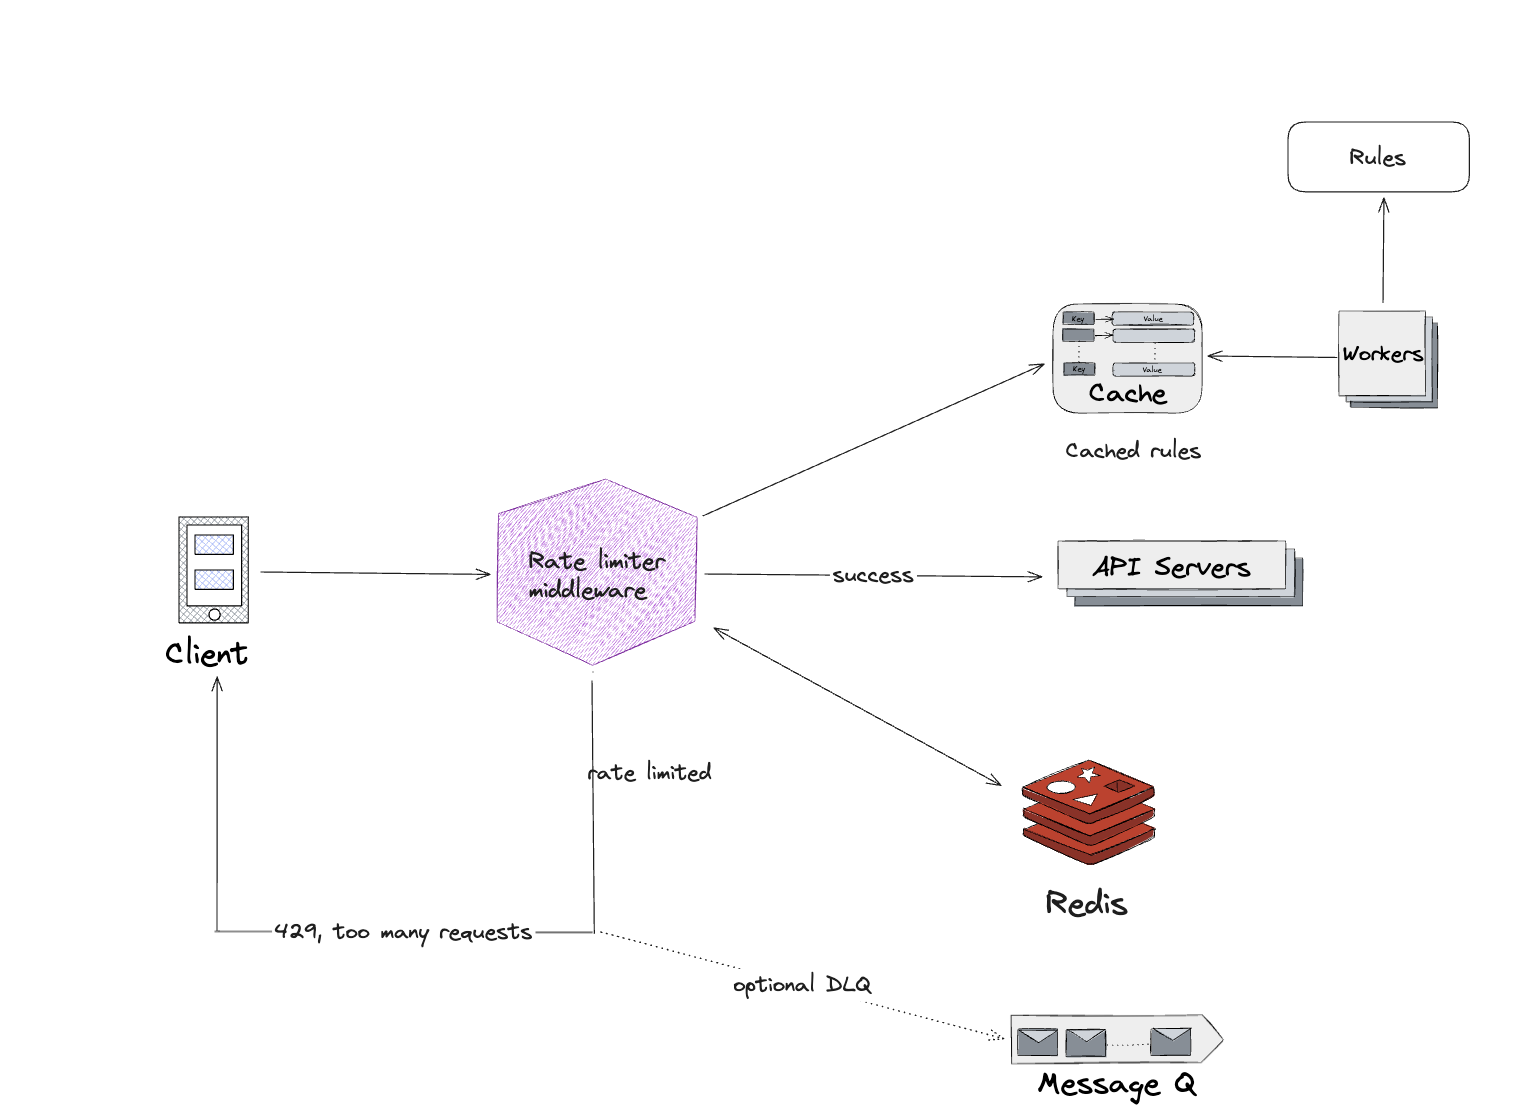 Rules
Key
Value
Workers
Key
Value
Cache
Cached rules
Rate limiter
middleware
success
API Servers
Client
rate limited
Redis
429, too many requests
optional DLQ
Message Q